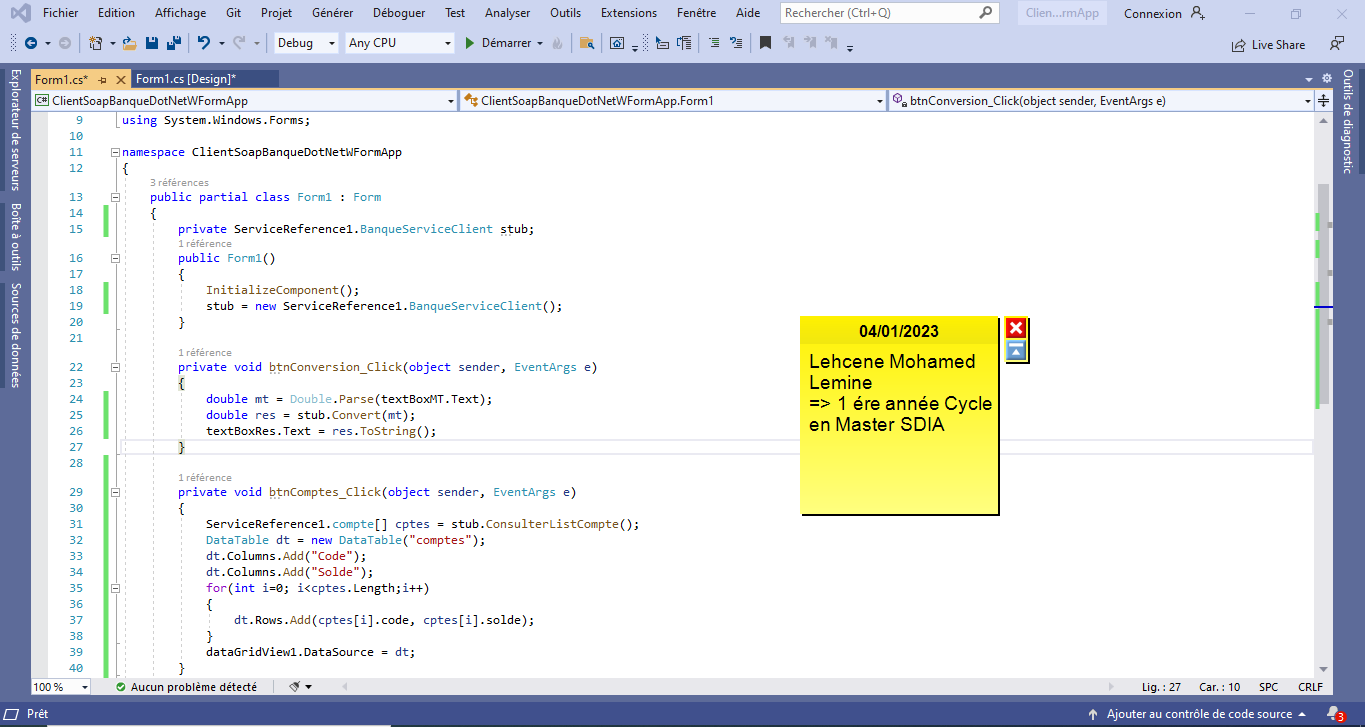 Fichier Edition Affichage Git Projet Générer Déboguer Test Analyser Outils Extensions Fenêtre Aide Rechercher (Ctrl+Q) Clien...rmApp Connexion
Debug Any CPU Démarrer Live Share
Explorateur de serveurs
Boîte à outils
Sources de données
Outils de diagnostic
Form1.cs* Form1.cs [Design]*
C# ClientSoapBanqueDotNetWFormApp ClientSoapBanqueDotNetWFormApp.Form1 btnConversion_Click(object sender, EventArgs e)
9 using System.Windows.Forms;
10
11 namespace ClientSoapBanqueDotNetWFormApp
12 {
3 références
13 public partial class Form1 : Form
14 {
15 private ServiceReference1.BanqueServiceClient stub;
1 référence
16 public Form1()
17 {
18 InitializeComponent();
19 stub = new ServiceReference1.BanqueServiceClient();
20 }
21
1 référence
22 private void btnConversion_Click(object sender, EventArgs e)
23 {
24 double mt = Double.Parse(textBoxMT.Text);
25 double res = stub.Convert(mt);
26 textBoxRes.Text = res.ToString();
27 }
28
1 référence
29 private void btnComptes_Click(object sender, EventArgs e)
30 {
31 ServiceReference1.compte[] cptes = stub.ConsulterListCompte();
32 DataTable dt = new DataTable("comptes");
33 dt.Columns.Add("Code");
34 dt.Columns.Add("Solde");
35 for(int i=0; i<cptes.Length;i++)
36 {
37 dt.Rows.Add(cptes[i].code, cptes[i].solde);
38 }
39 dataGridView1.DataSource = dt;
40 }
04/01/2023
Lehcene Mohamed
Lemine
=> 1 ére année Cycle
en Master SDIA
100 % Aucun problème détecté Lig. : 27 Car. : 10 SPC CRLF
Prêt Ajouter au contrôle de code source 3